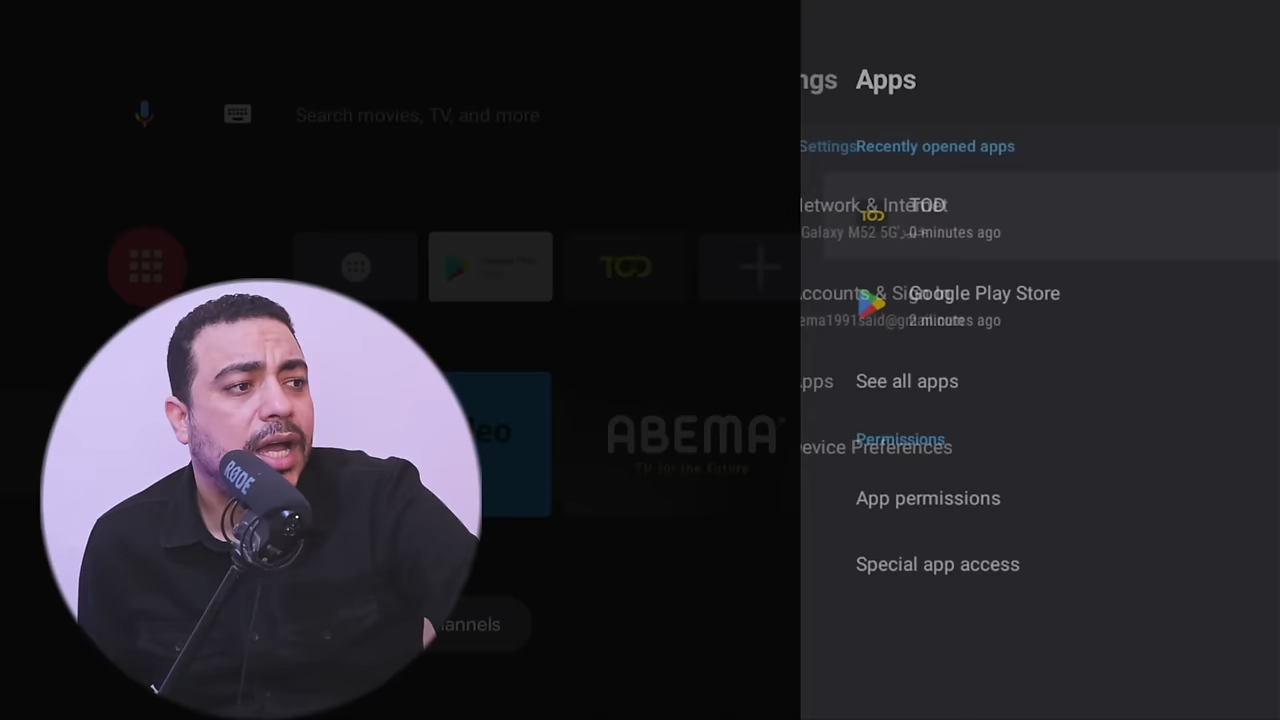 Search movies, TV, and more
TOD
ABEMA
TV for the Future
RØDE
Apps
Settings
Recently opened apps
Network & Internet
TOD
Galaxy M52 5G
0 minutes ago
Accounts & Sign In
Google Play Store
2 minutes ago
Apps
See all apps
Permissions
Device Preferences
App permissions
Special app access